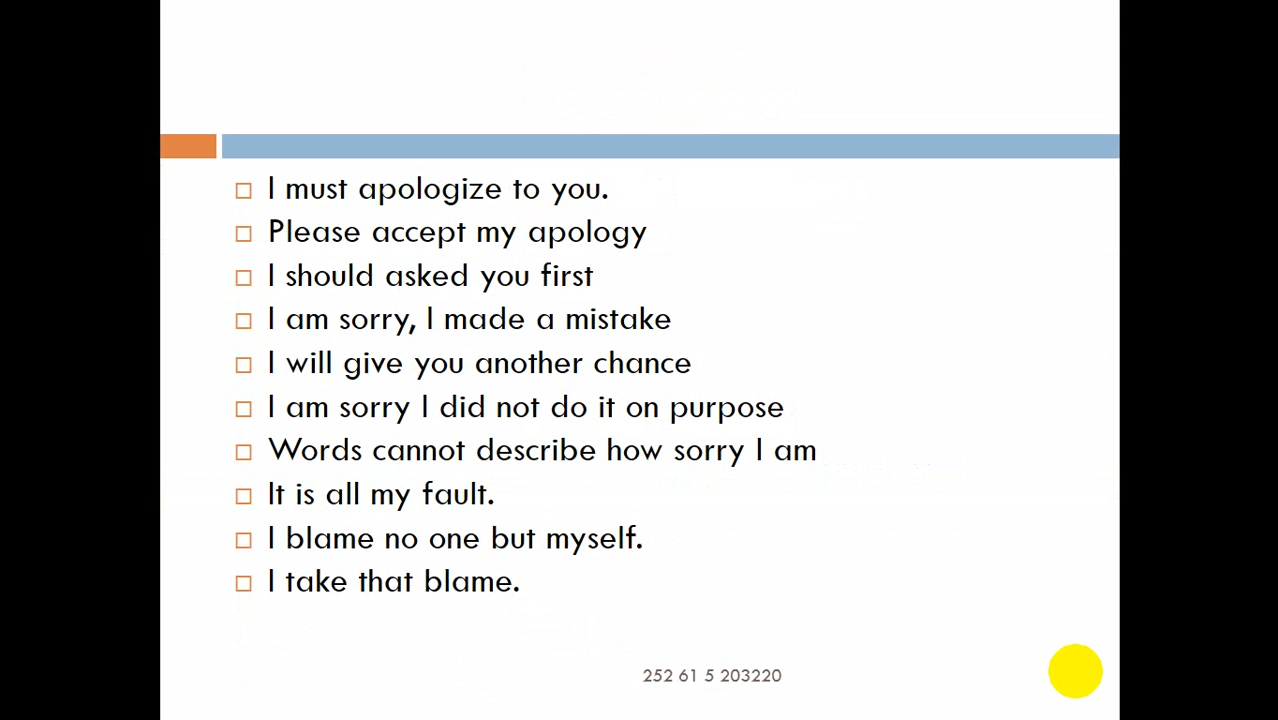 I must apologize to you.
Please accept my apology
I should asked you first
I am sorry, I made a mistake
I will give you another chance
I am sorry I did not do it on purpose
Words cannot describe how sorry I am
It is all my fault.
I blame no one but myself.
I take that blame.
252 61 5 203220